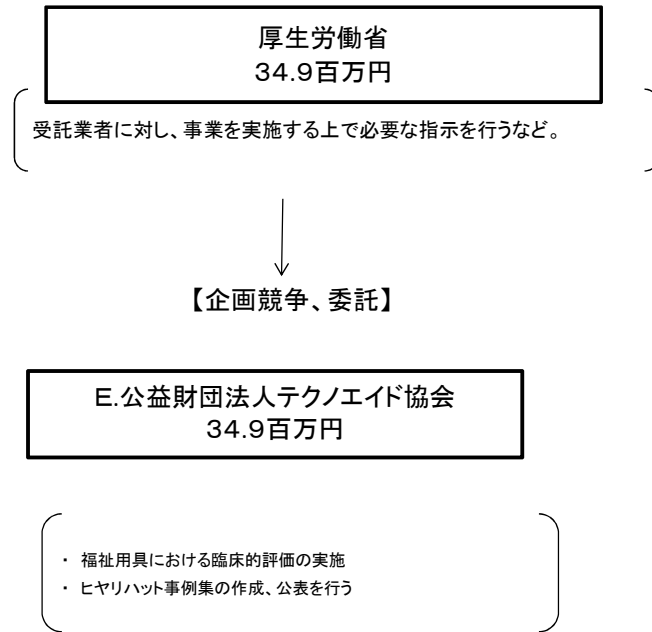 厚生労働省
34.9百万円
受託業者に対し、事業を実施する上で必要な指示を行うなど。
【企画競争、委託】
E.公益財団法人テクノエイド協会
34.9百万円
・ 福祉用具における臨床的評価の実施
・ ヒヤリハット事例集の作成、公表を行う